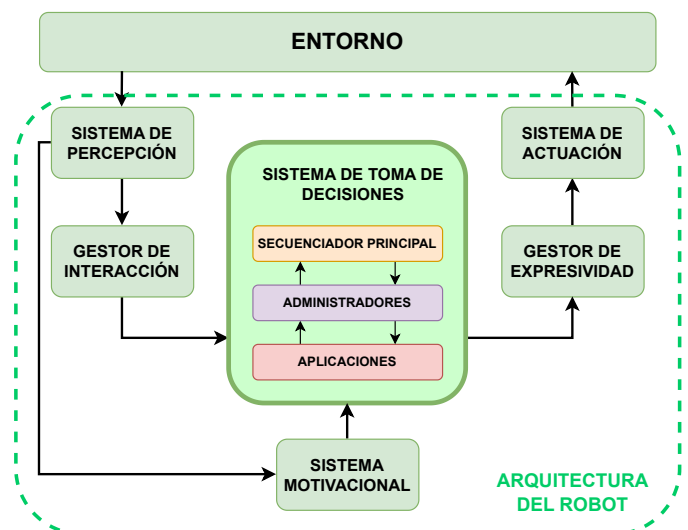 ENTORNO
SISTEMA DE
PERCEPCIÓN
SISTEMA DE
ACTUACIÓN
SISTEMA DE TOMA DE
DECISIONES
SECUENCIADOR PRINCIPAL
ADMINISTRADORES
APLICACIONES
GESTOR DE
INTERACCIÓN
GESTOR DE
EXPRESIVIDAD
SISTEMA
MOTIVACIONAL
ARQUITECTURA
DEL ROBOT